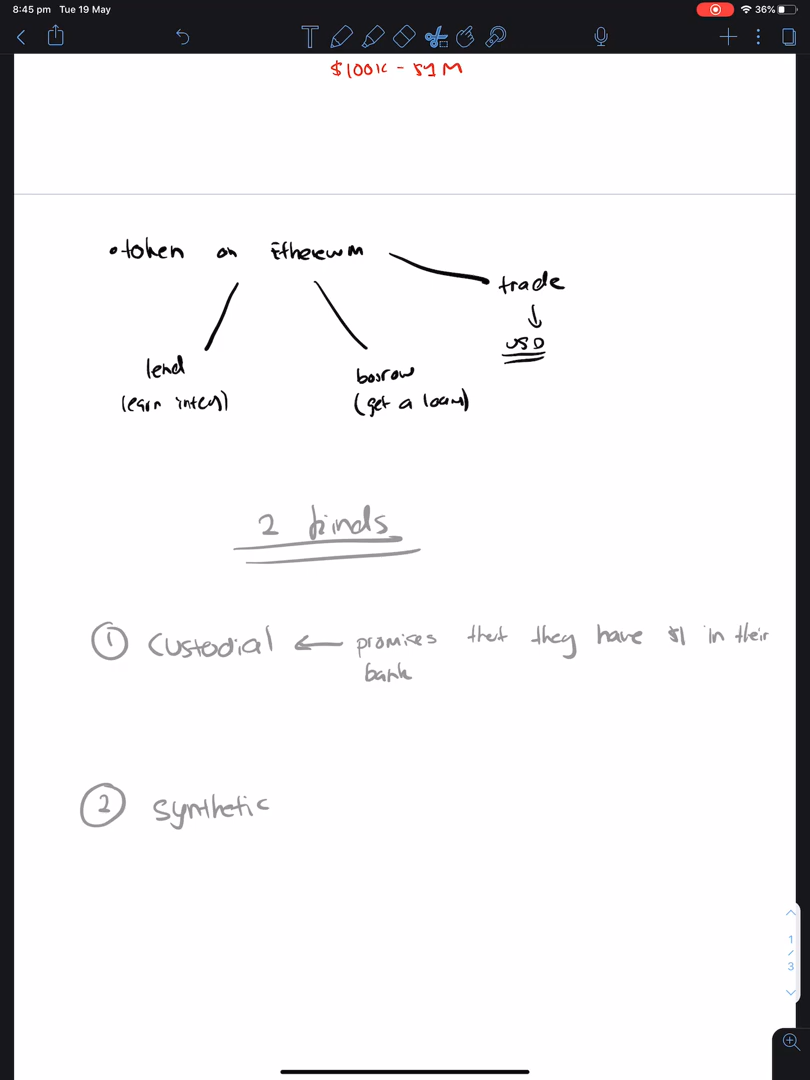 8:45 pm Tue 19 May
36%
$100K - $1M
• token on Ethereum
trade
USD
lend
borrow
(earn
(get a loan)
2 kinds
1 Custodial ← promises that they have $1 in their
bank
2 Synthetic
1
/
3